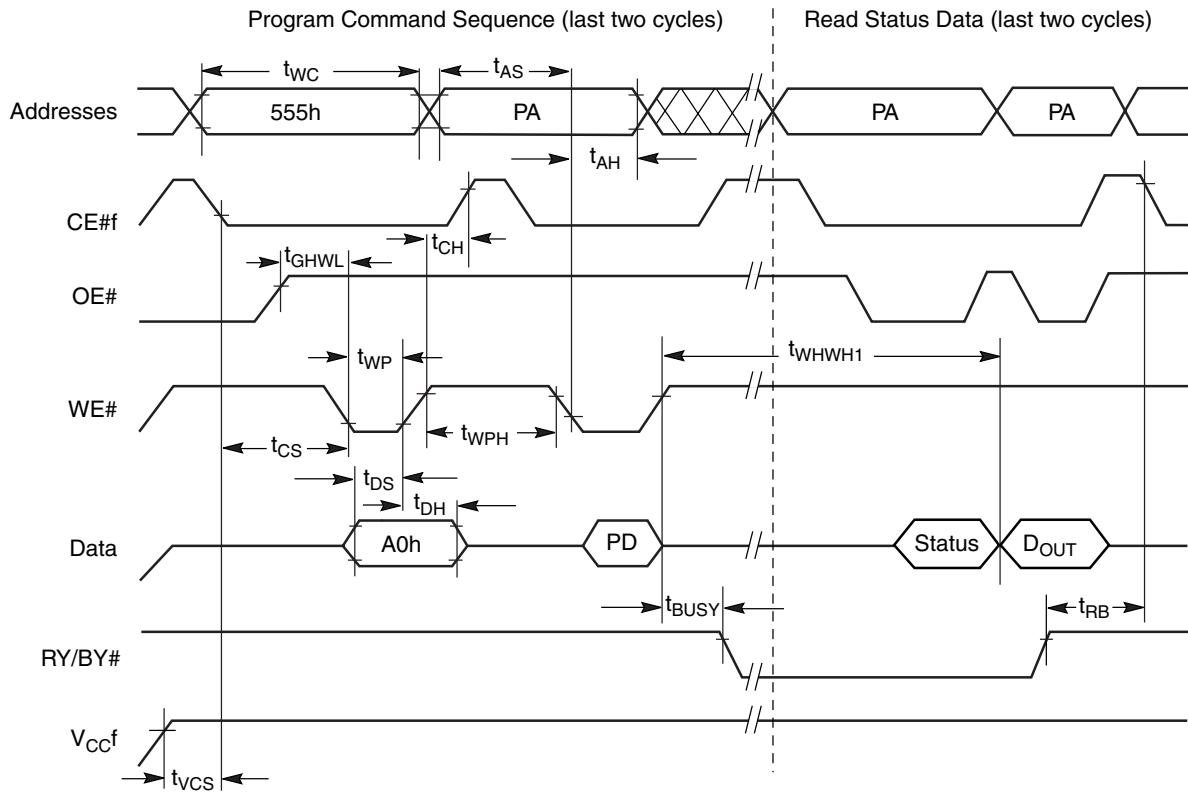 Program Command Sequence (last two cycles)
Read Status Data (last two cycles)
tWC
tAS
Addresses
555h
PA
PA
PA
tAH
CE#f
tCH
tGHWL
OE#
tWP
tWHWH1
WE#
tCS
tWPH
tDS
tDH
Data
A0h
PD
Status
DOUT
tBUSY
tRB
RY/BY#
VCCf
tVCS